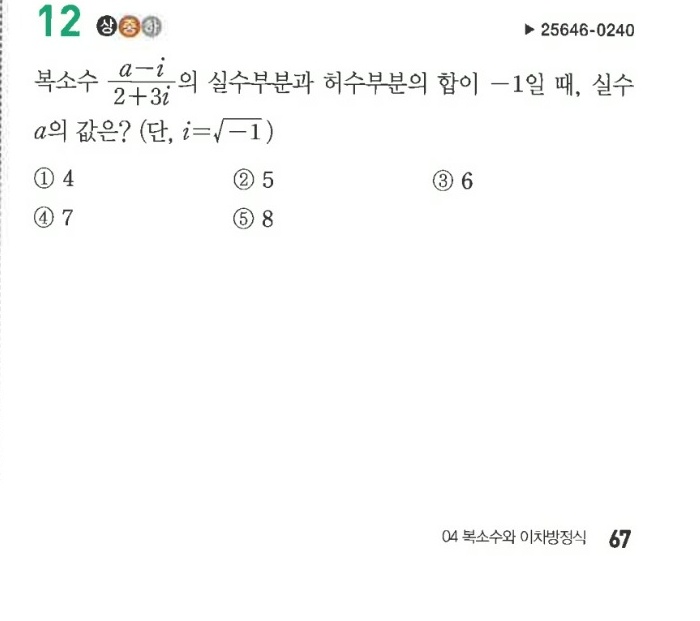 12 상 중 하
▶ 25646-0240
복소수 \frac{a-i}{2+3i}의 실수부분과 허수부분의 합이 -1일 때, 실수
a의 값은? (단, i=√-1)
① 4 ② 5 ③ 6
④ 7 ⑤ 8
04 복소수와 이차방정식 67